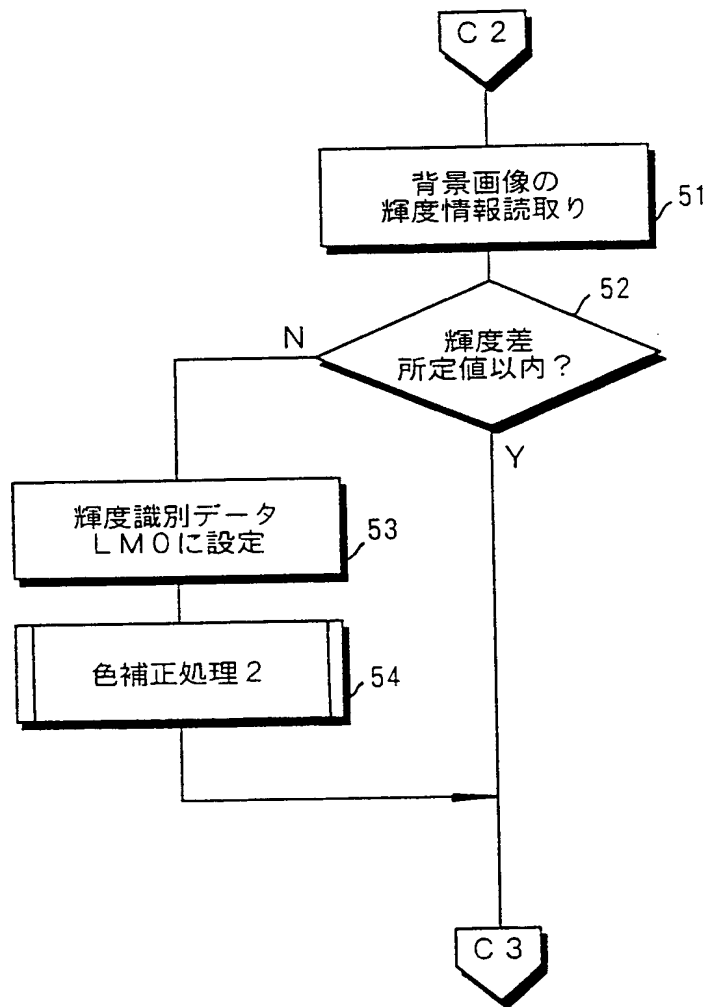 C2
背景画像の
輝度情報読取り
51
52
輝度差
所定値以内?
N
Y
輝度識別データ
LM0に設定
53
色補正処理2
54
C3